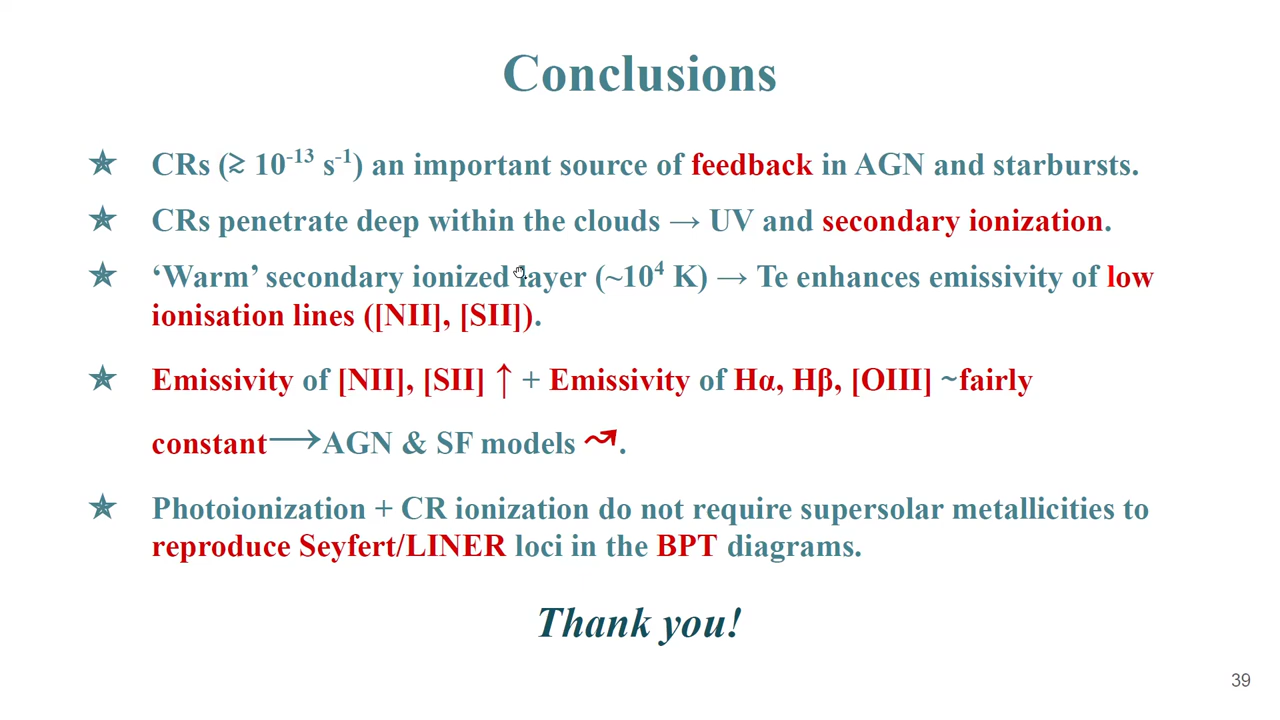 Conclusions
✯ CRs (≳ 10⁻¹³ s⁻¹) an important source of feedback in AGN and starbursts.
✯ CRs penetrate deep within the clouds → UV and secondary ionization.
✯ ‘Warm’ secondary ionized layer (~10⁴ K) → Te enhances emissivity of low
ionisation lines ([NII], [SII]).
✯ Emissivity of [NII], [SII] ↑ + Emissivity of Hα, Hβ, [OIII] ~fairly
constant→AGN & SF models ↝.
✯ Photoionization + CR ionization do not require supersolar metallicities to
reproduce Seyfert/LINER loci in the BPT diagrams.
Thank you!
39